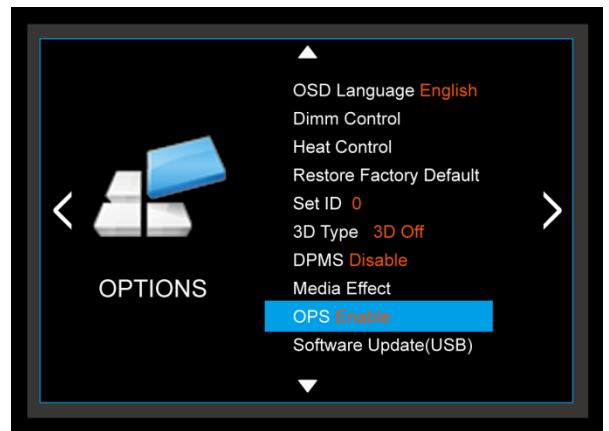 OPTIONS
OSD Language English
Dimm Control
Heat Control
Restore Factory Default
Set ID 0
3D Type 3D Off
DPMS Disable
Media Effect
OPS Enable
Software Update(USB)